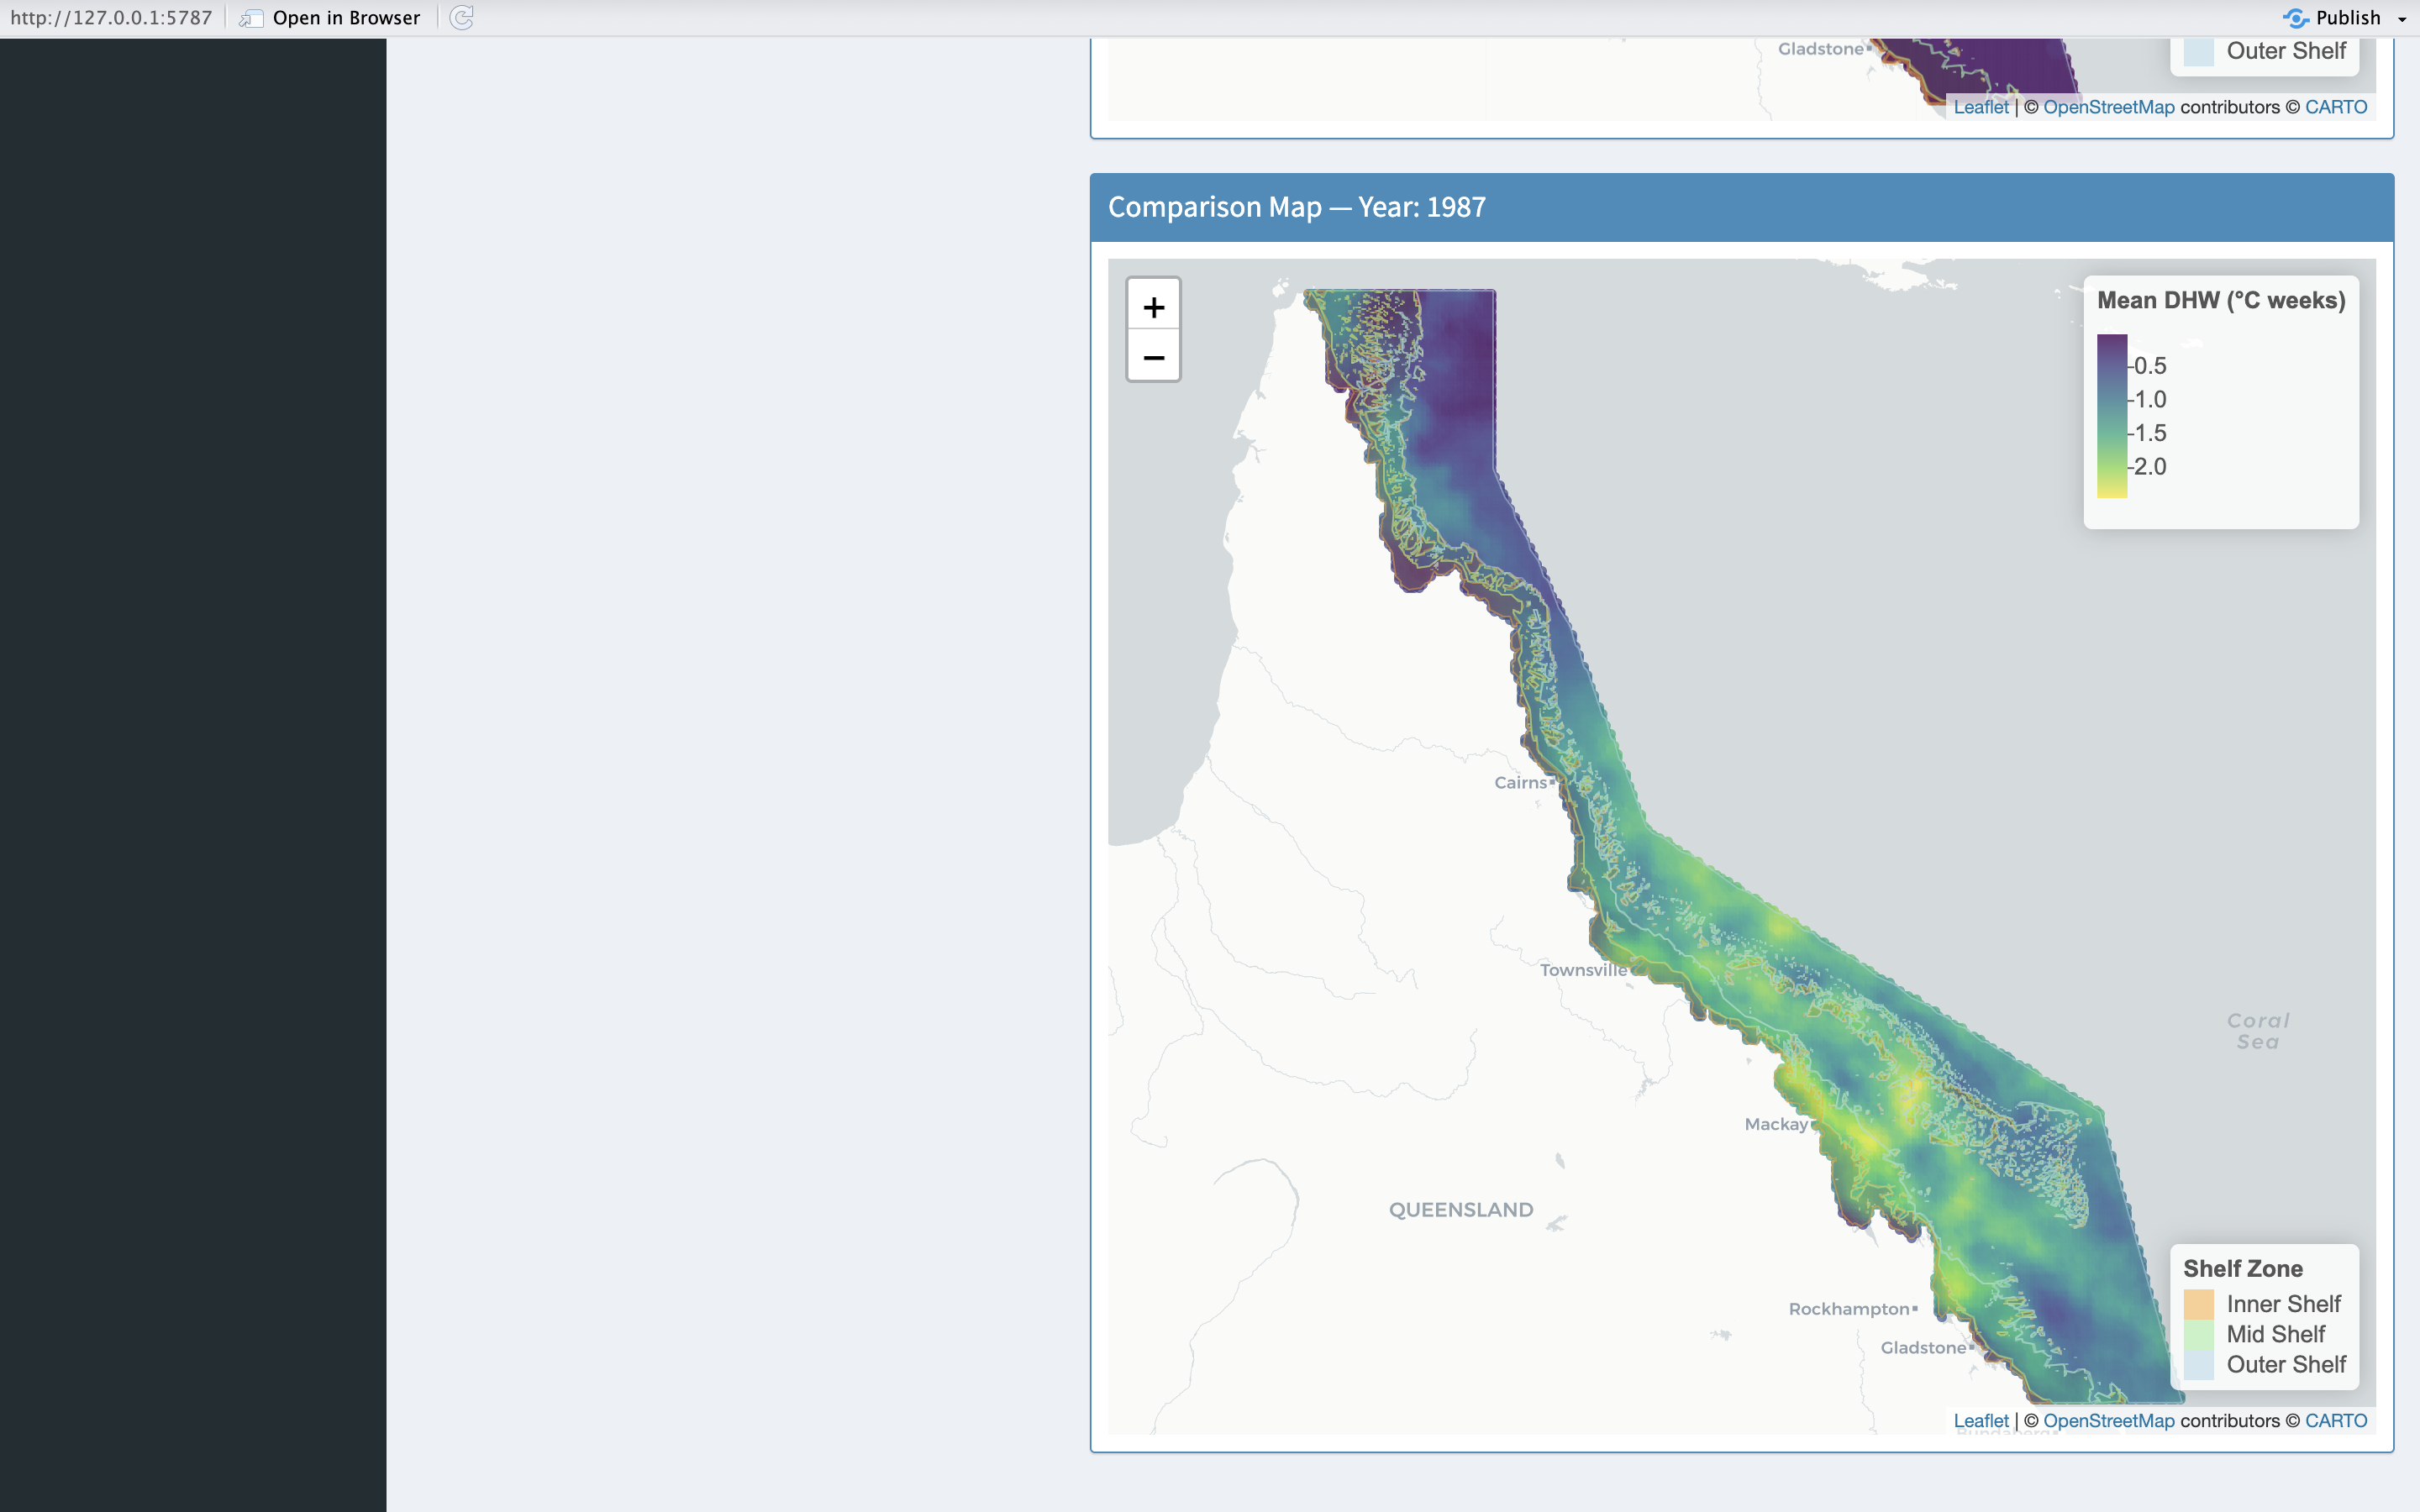 http://127.0.0.1:5787 Open in Browser Publish
Gladstone
Outer Shelf
Leaflet | © OpenStreetMap contributors © CARTO
Comparison Map — Year: 1987
+
−
Mean DHW (°C weeks)
0.5
1.0
1.5
2.0
Cairns
Townsville
Coral
Sea
Mackay
QUEENSLAND
Rockhampton
Gladstone
Shelf Zone
Inner Shelf
Mid Shelf
Outer Shelf
Leaflet | © OpenStreetMap contributors © CARTO
Bundaberg